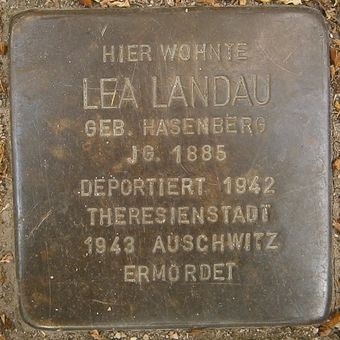 HIER WOHNTE
LEA LANDAU
GEB. HASENBERG
JG. 1885
DEPORTIERT 1942
THERESIENSTADT
1943 AUSCHWITZ
ERMORDET